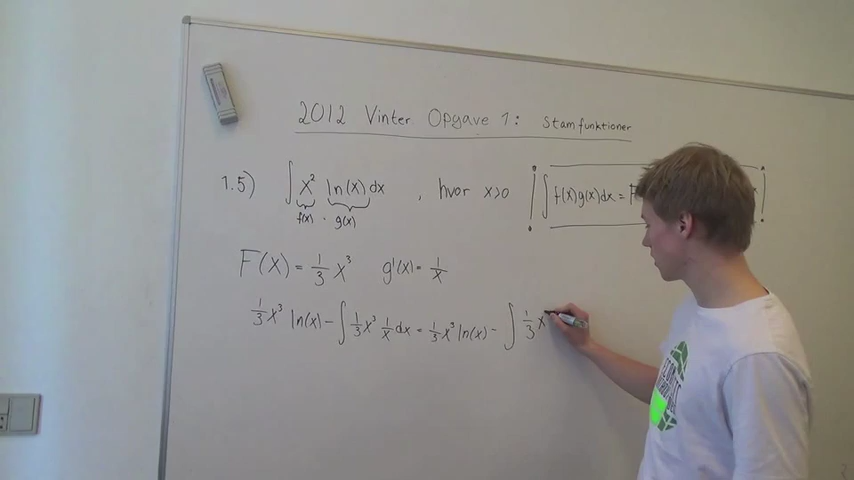 2012 Vinter Opgave 1: Stamfunktioner
1.5) ∫ x² ln(x) dx , hvor x>0 ∫ f(x)g(x)dx = F
f(x) · g(x)
F(x) = 1/3 x³ g'(x) = 1/x
1/3 x³ ln(x) - ∫ 1/3 x³ 1/x dx = 1/3 x³ ln(x) - ∫ 1/3 x